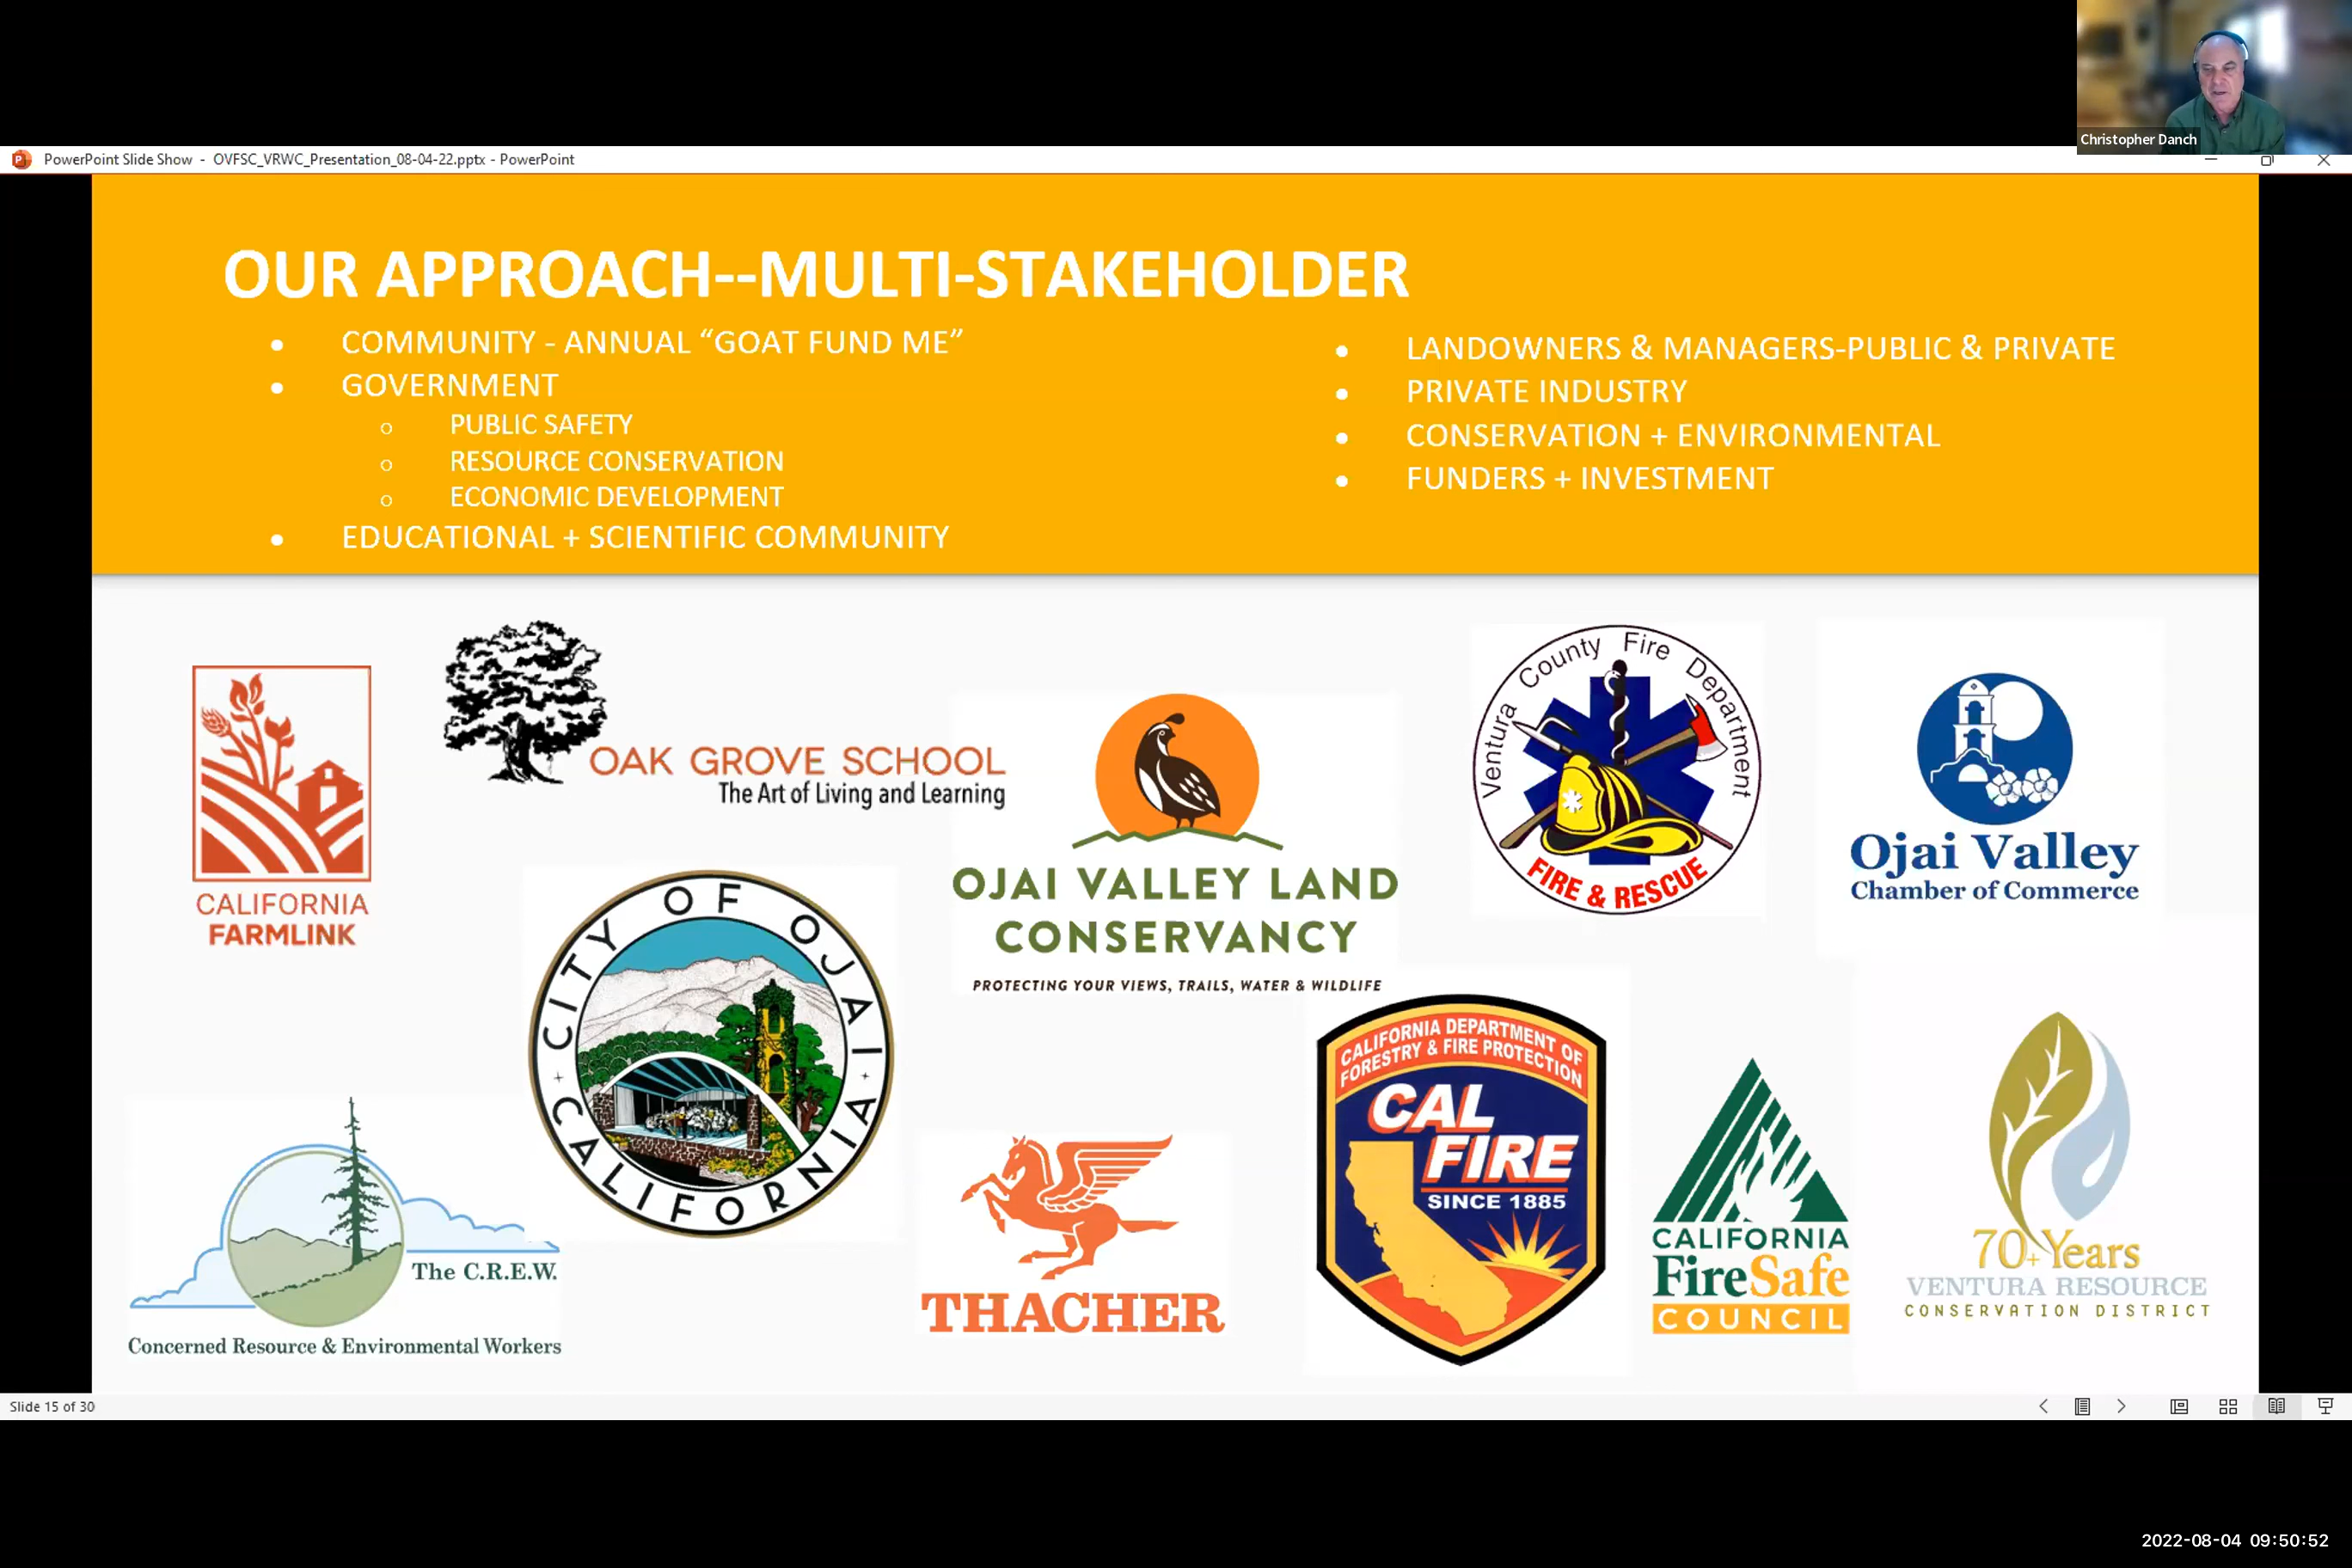 Christopher Danch
PowerPoint Slide Show - OVFSC_VRWC_Presentation_08-04-22.pptx - PowerPoint
OUR APPROACH--MULTI-STAKEHOLDER
COMMUNITY - ANNUAL “GOAT FUND ME”
GOVERNMENT
PUBLIC SAFETY
RESOURCE CONSERVATION
ECONOMIC DEVELOPMENT
EDUCATIONAL + SCIENTIFIC COMMUNITY
LANDOWNERS & MANAGERS-PUBLIC & PRIVATE
PRIVATE INDUSTRY
CONSERVATION + ENVIRONMENTAL
FUNDERS + INVESTMENT
CALIFORNIA
FARMLINK
OAK GROVE SCHOOL
The Art of Living and Learning
OJAI VALLEY LAND
CONSERVANCY
PROTECTING YOUR VIEWS, TRAILS, WATER & WILDLIFE
Ventura County Fire Department
FIRE & RESCUE
Ojai Valley
Chamber of Commerce
The C.R.E.W.
Concerned Resource & Environmental Workers
CITY OF OJAI
CALIFORNIA
THACHER
CALIFORNIA DEPARTMENT OF
FORESTRY & FIRE PROTECTION
CAL
FIRE
SINCE 1885
CALIFORNIA
FireSafe
COUNCIL
70+Years
VENTURA RESOURCE
CONSERVATION DISTRICT
Slide 15 of 30
2022-08-04 09:50:52